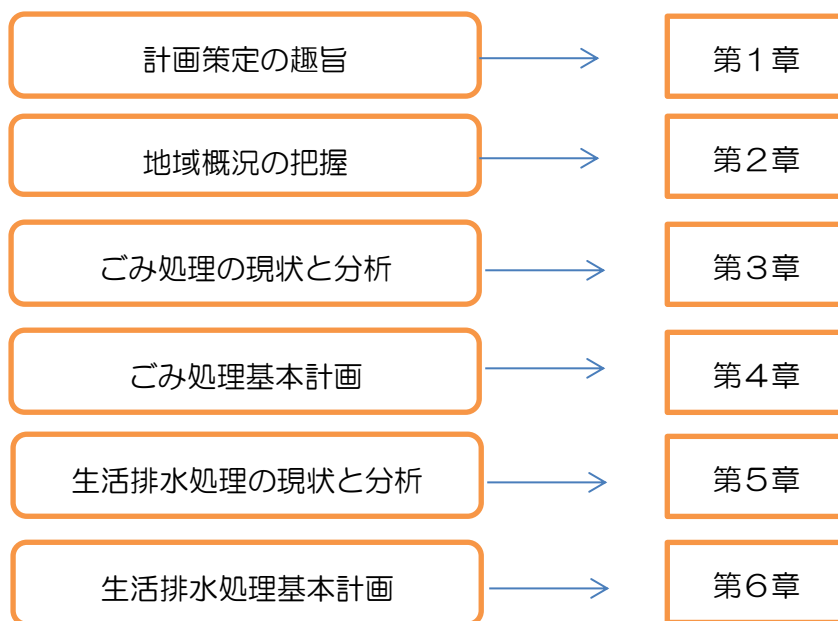 計画策定の趣旨
第１章
地域概況の把握
第２章
ごみ処理の現状と分析
第３章
ごみ処理基本計画
第４章
生活排水処理の現状と分析
第５章
生活排水処理基本計画
第６章